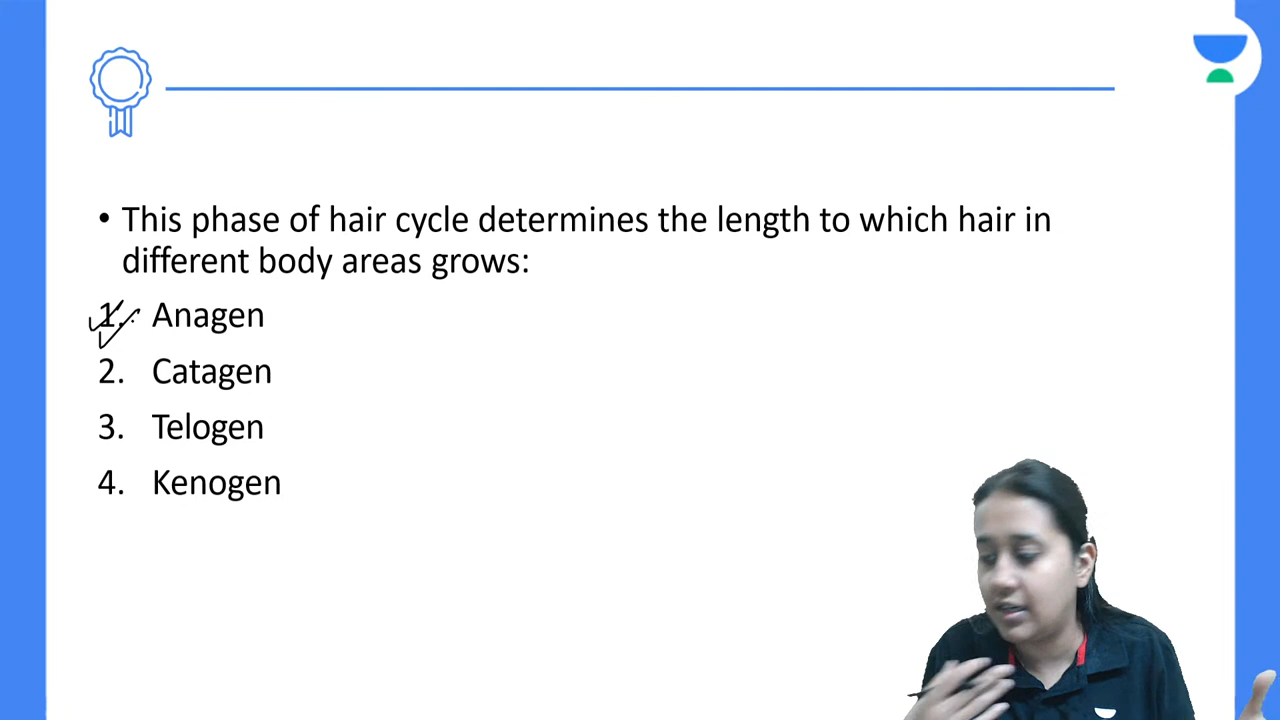 • This phase of hair cycle determines the length to which hair in
different body areas grows:
1. Anagen
2. Catagen
3. Telogen
4. Kenogen